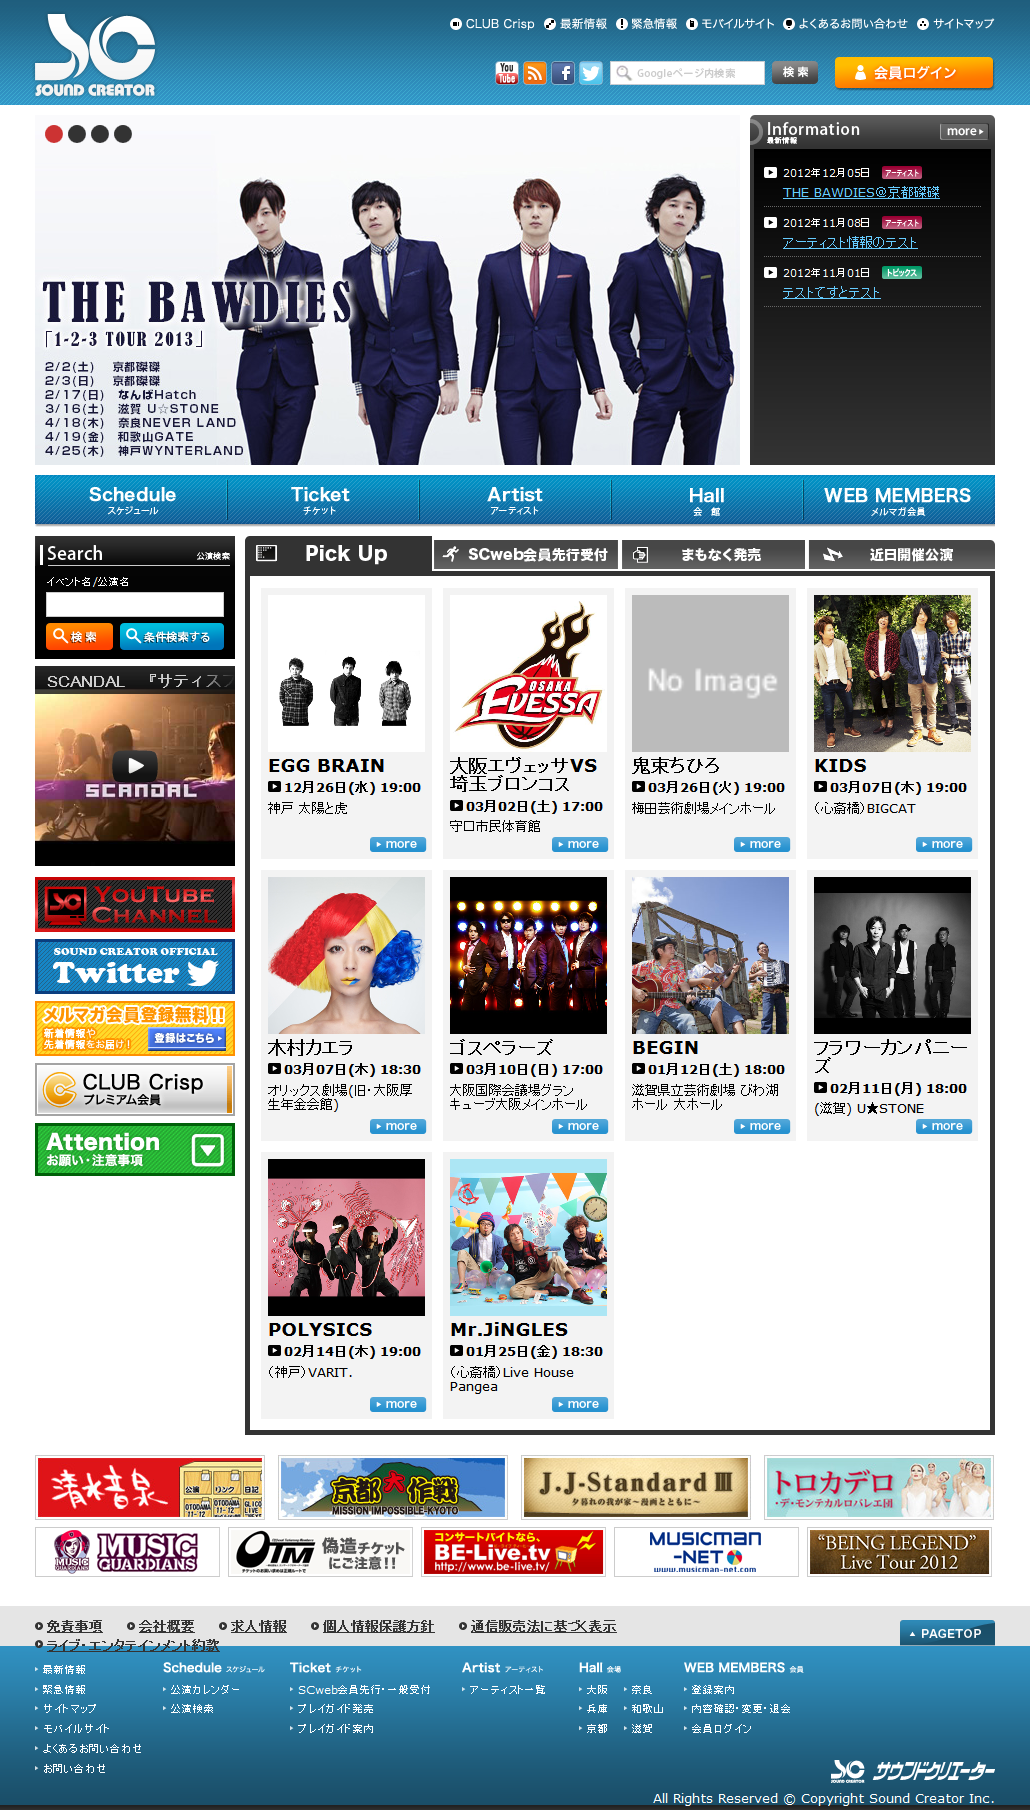 SOUND CREATOR
CLUB Crisp 最新情報 緊急情報 モバイルサイト よくあるお問い合わせ サイトマップ
You Tube
Googleページ内検索 検索 会員ログイン
THE BAWDIES
「1-2-3 TOUR 2013」
2/2(土) 京都磔磔
2/3(日) 京都磔磔
2/17(日) なんばHatch
3/16(土) 滋賀 U☆STONE
4/18(木) 奈良NEVER LAND
4/19(金) 和歌山GATE
4/25(木) 神戸WYNTERLAND
Information
最新情報
more
2012年12月05日 アーティスト
THE BAWDIES@京都磔磔
2012年11月08日 アーティスト
アーティスト情報のテスト
2012年11月01日 トピックス
テストてすとテスト
Schedule スケジュール
Ticket チケット
Artist アーティスト
Hall 会館
WEB MEMBERS メルマガ会員
Search 公演検索
イベント名/公演名
検索 条件検索する
SCANDAL 『サティスフ
SCANDAL
YouTube Channel
SOUND CREATOR OFFICIAL
Twitter
メルマガ会員登録無料!!
新着情報や
先着情報をお届け!
登録はこちら
CLUB Crisp
プレミアム会員
Attention
お願い・注意事項
Pick Up SCweb会員先行受付 まもなく発売 近日開催公演
EGG BRAIN
12月26日(水) 19:00
神戸 太陽と虎
more
OSAKA EVESSA
大阪エヴェッサVS
埼玉ブロンコス
03月02日(土) 17:00
守口市民体育館
more
No Image
鬼束ちひろ
03月26日(火) 19:00
梅田芸術劇場メインホール
more
KIDS
03月07日(木) 19:00
(心斎橋)BIGCAT
more
木村カエラ
03月07日(木) 18:30
オリックス劇場(旧・大阪厚
生年金会館)
more
ゴスペラーズ
03月10日(日) 17:00
大阪国際会議場グラン
キューブ大阪メインホール
more
BEGIN
01月12日(土) 18:00
滋賀県立芸術劇場 びわ湖
ホール 大ホール
more
フラワーカンパニー
ズ
02月11日(月) 18:00
(滋賀) U★STONE
more
POLYSICS
02月14日(木) 19:00
(神戸)VARIT.
more
Mr.JiNGLES
01月25日(金) 18:30
(心斎橋)Live House
Pangea
more
清水音泉
公演 リンク 日記
OTODAMA 11-12
京都大作戦
MISSION IMPOSSIBLE-KYOTO
J.J-Standard III
夕暮れの我が家～漫画とともに～
トロカデロ
・デ・モンテカルロバレエ団
MUSIC GUARDIANS
OTM 偽造チケット
にご注意!!
コンサートバイトなら、
BE-Live.tv
http://www.be-live.tv/
MUSICMAN
-NET
www.musicman-net.com
"BEING LEGEND"
Live Tour 2012
免責事項 会社概要 求人情報 個人情報保護方針 通信販売法に基づく表示
ライブ・エンタテインメント約款
PAGETOP
最新情報
緊急情報
サイトマップ
モバイルサイト
よくあるお問い合わせ
お問い合わせ
Schedule スケジュール
公演カレンダー
公演検索
Ticket チケット
SCweb会員先行・一般受付
プレイガイド発売
プレイガイド案内
Artist アーティスト
アーティスト一覧
Hall 会場
大阪 奈良
兵庫 和歌山
京都 滋賀
WEB MEMBERS 会員
登録案内
内容確認・変更・退会
会員ログイン
サウンドクリエーター
All Rights Reserved © Copyright Sound Creator Inc.